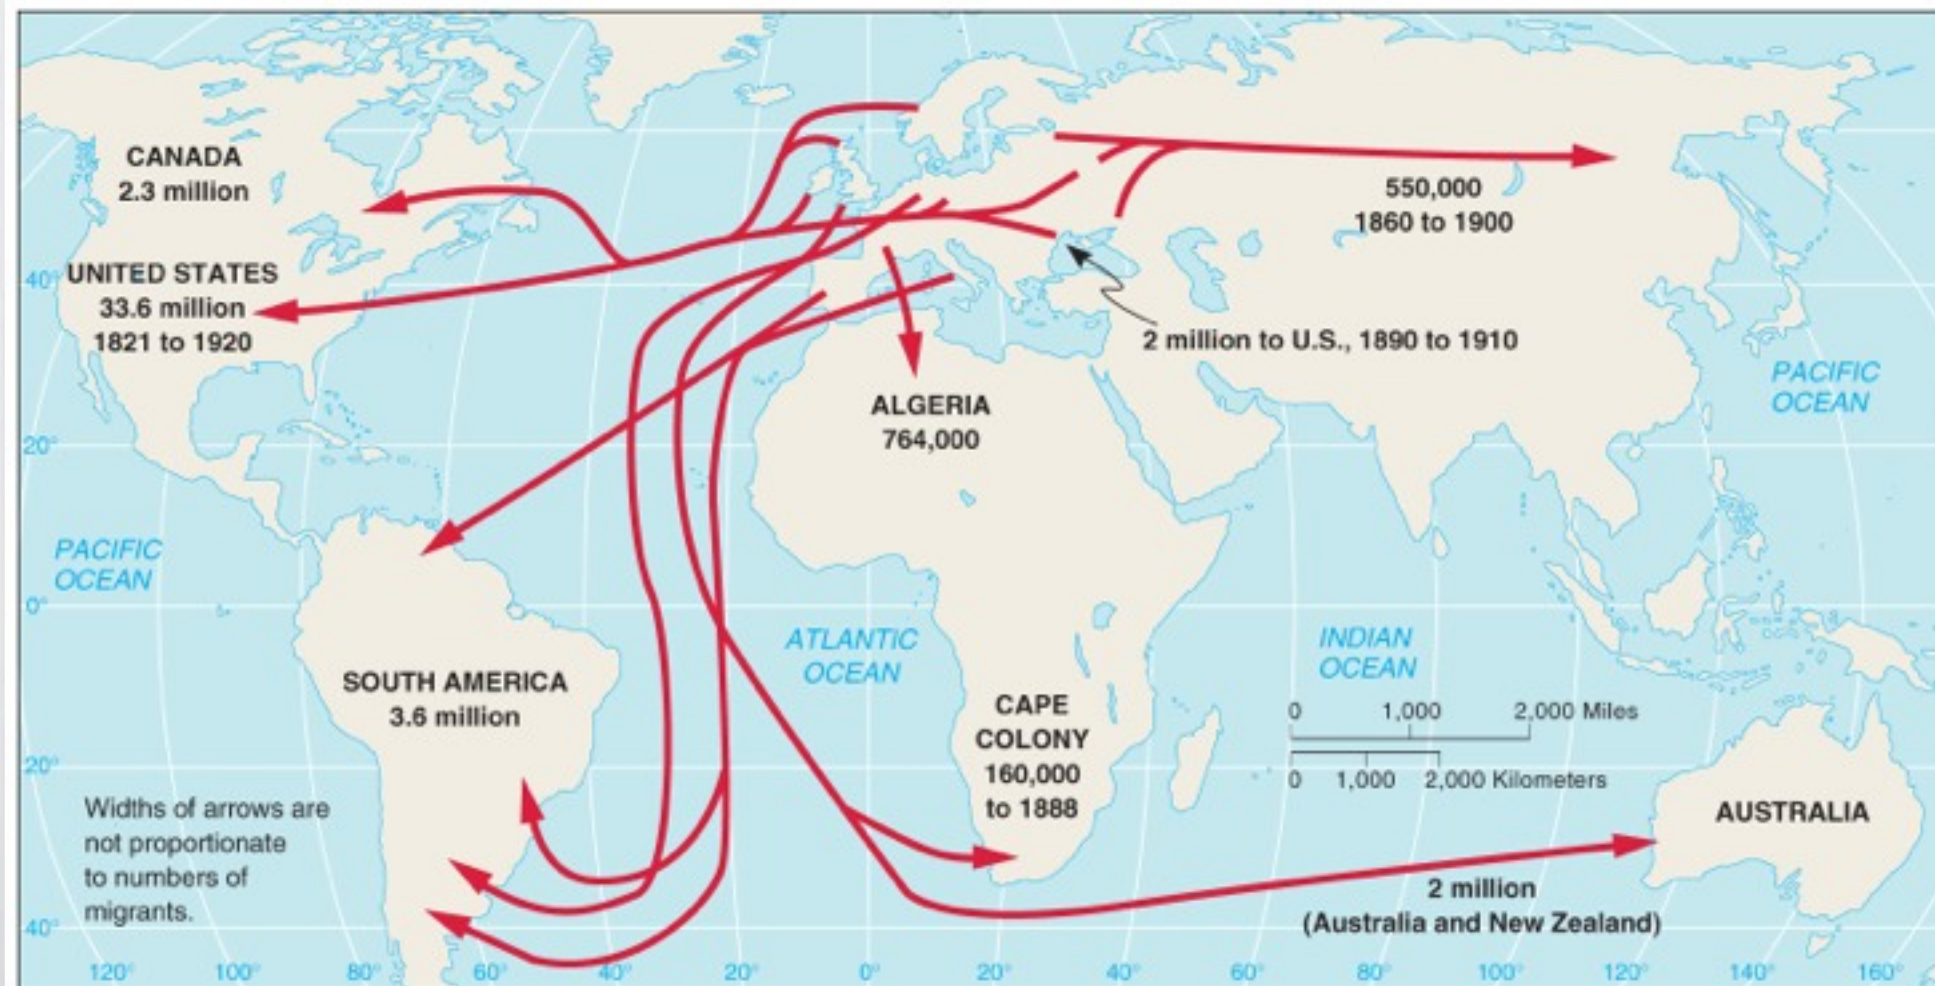 CANADA
2.3 million
UNITED STATES
33.6 million
1821 to 1920
550,000
1860 to 1900
2 million to U.S., 1890 to 1910
ALGERIA
764,000
PACIFIC
OCEAN
PACIFIC
OCEAN
ATLANTIC
OCEAN
INDIAN
OCEAN
SOUTH AMERICA
3.6 million
CAPE
COLONY
160,000
to 1888
0 1,000 2,000 Miles
0 1,000 2,000 Kilometers
AUSTRALIA
2 million
(Australia and New Zealand)
Widths of arrows are
not proportionate
to numbers of
migrants.
40°
20°
0°
20°
40°
120° 100° 80° 60° 40° 20° 0° 20° 40° 60° 80° 100° 120° 140° 160°